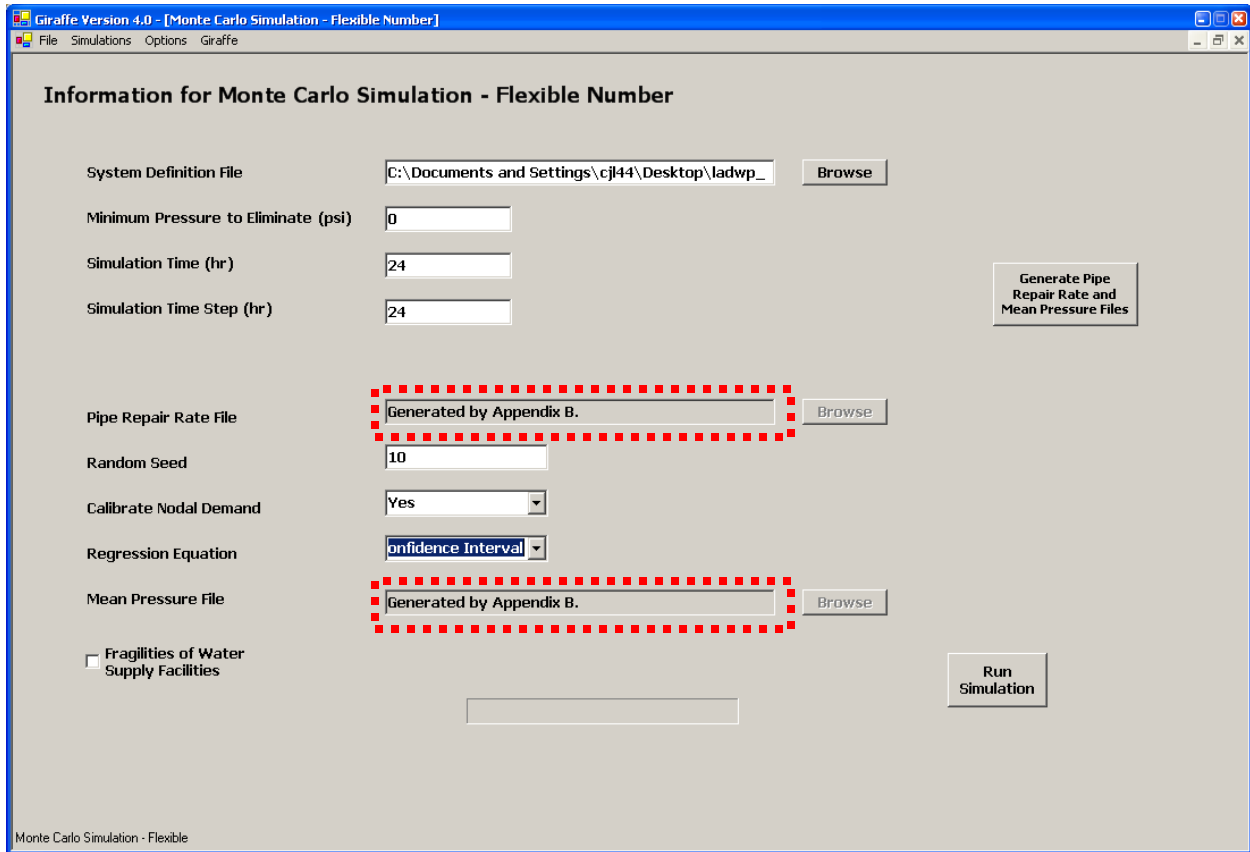 Giraffe Version 4.0 - [Monte Carlo Simulation - Flexible Number]
File Simulations Options Giraffe
Information for Monte Carlo Simulation - Flexible Number
System Definition File
C:\Documents and Settings\cjl44\Desktop\ladwp_
Browse
Minimum Pressure to Eliminate (psi)
0
Simulation Time (hr)
24
Generate Pipe
Repair Rate and
Mean Pressure Files
Simulation Time Step (hr)
24
Pipe Repair Rate File
Generated by Appendix B.
Browse
Random Seed
10
Calibrate Nodal Demand
Yes
Regression Equation
onfidence Interval
Mean Pressure File
Generated by Appendix B.
Browse
Fragilities of Water
Supply Facilities
Run
Simulation
Monte Carlo Simulation - Flexible